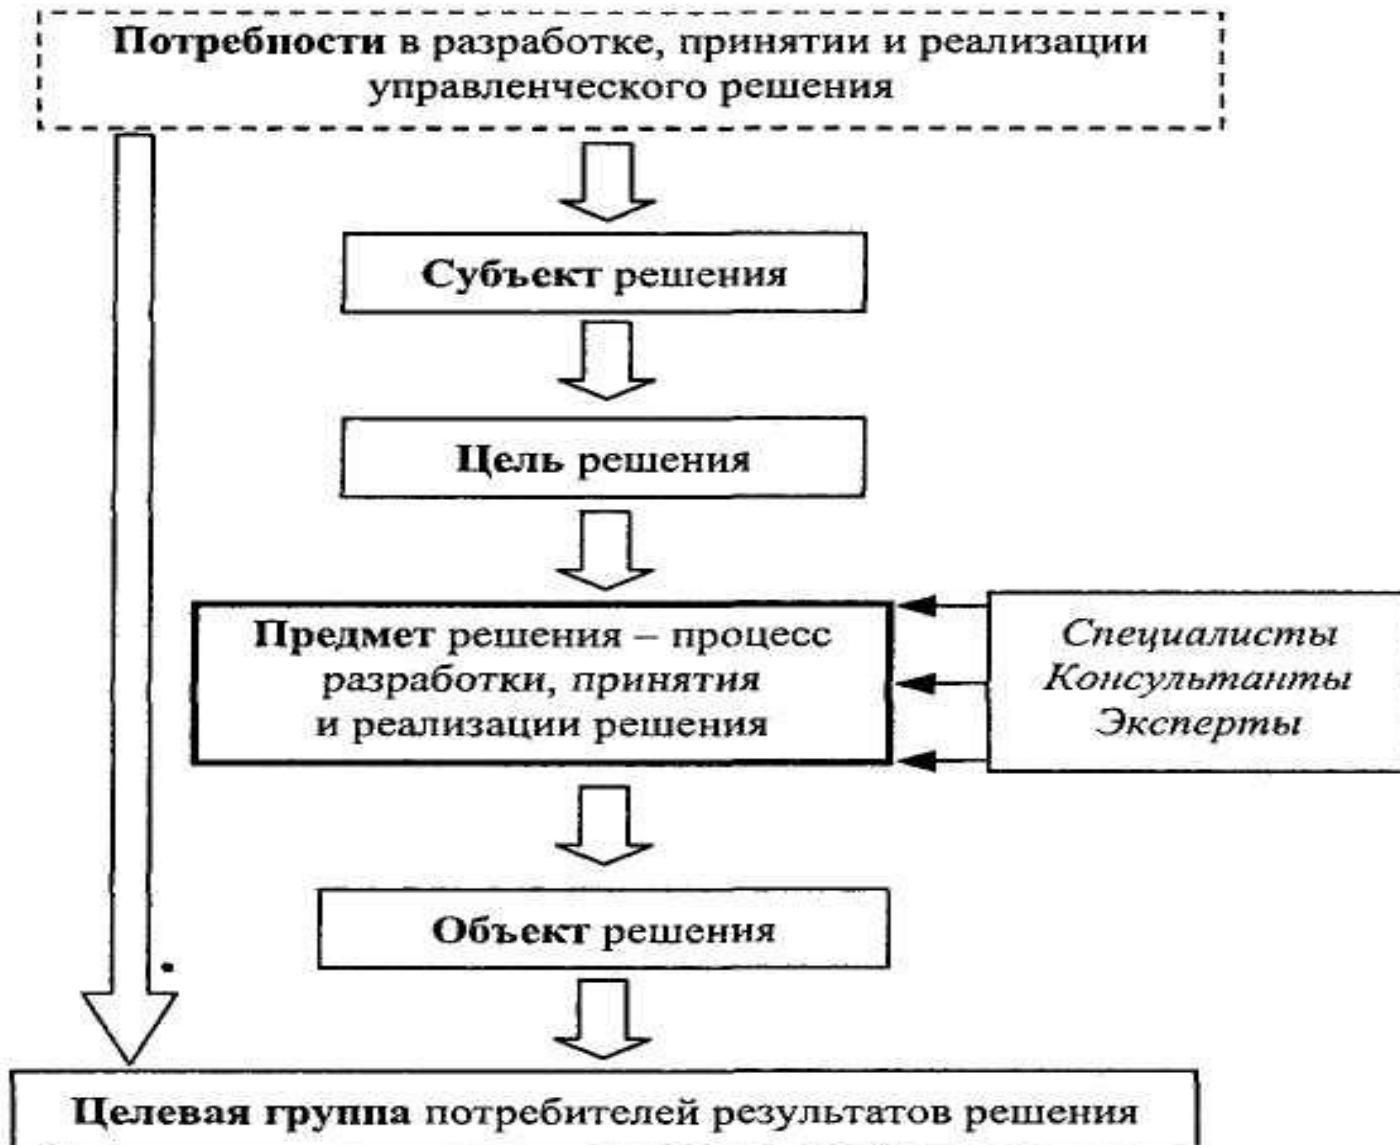 Потребности в разработке, принятии и реализации
управленческого решения
Субъект решения
Цель решения
Предмет решения – процесс
разработки, принятия
и реализации решения
Специалисты
Консультанты
Эксперты
Объект решения
Целевая группа потребителей результатов решения